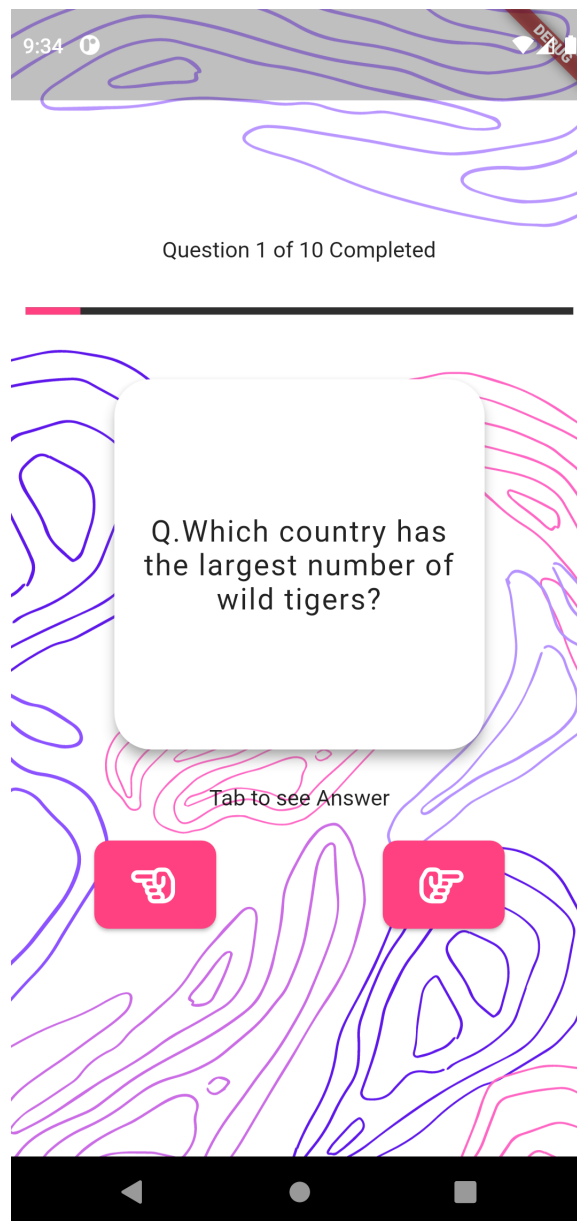 9:34
DEBUG
Question 1 of 10 Completed
Q.Which country has
the largest number of
wild tigers?
Tab to see Answer